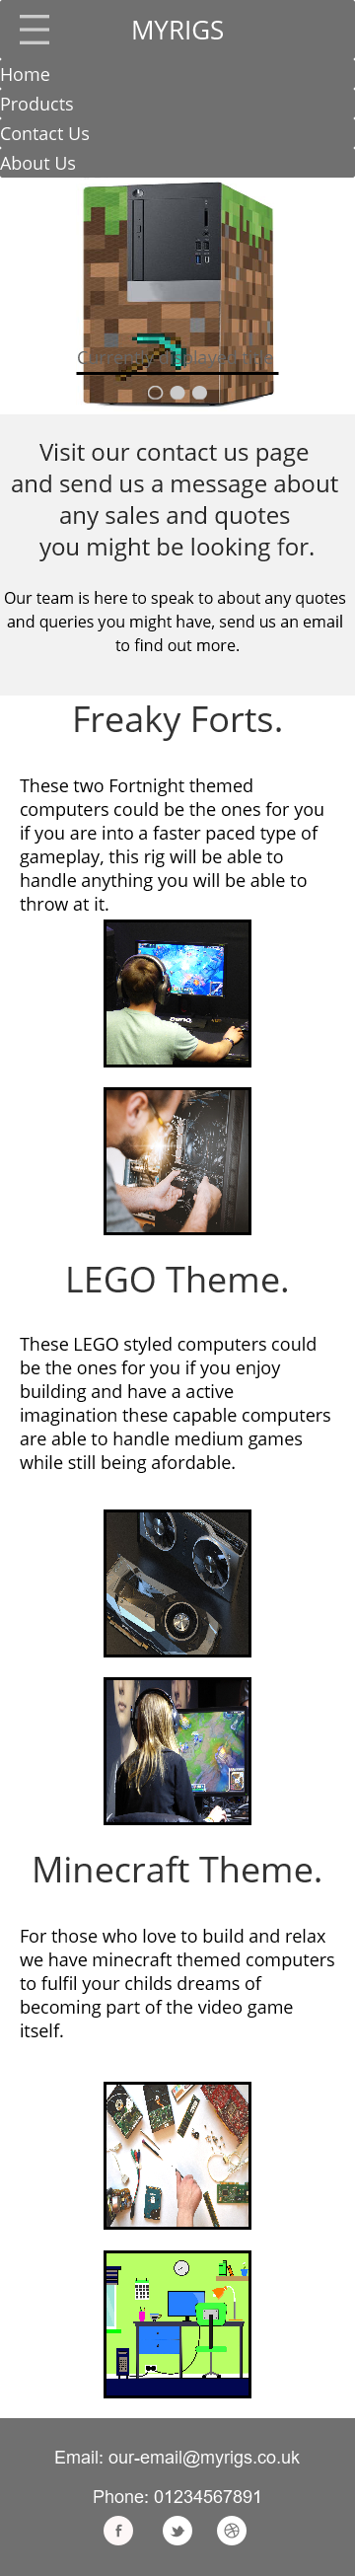 MYRIGS
Home
Products
Contact Us
About Us
Currently displayed title
Visit our contact us page
and send us a message about
any sales and quotes
you might be looking for.
Our team is here to speak to about any quotes
and queries you might have, send us an email
to find out more.
Freaky Forts.
These two Fortnight themed
computers could be the ones for you
if you are into a faster paced type of
gameplay, this rig will be able to
handle anything you will be able to
throw at it.
LEGO Theme.
These LEGO styled computers could
be the ones for you if you enjoy
building and have a active
imagination these capable computers
are able to handle medium games
while still being afordable.
Minecraft Theme.
For those who love to build and relax
we have minecraft themed computers
to fulfil your childs dreams of
becoming part of the video game
itself.
Email: our-email@myrigs.co.uk
Phone: 01234567891